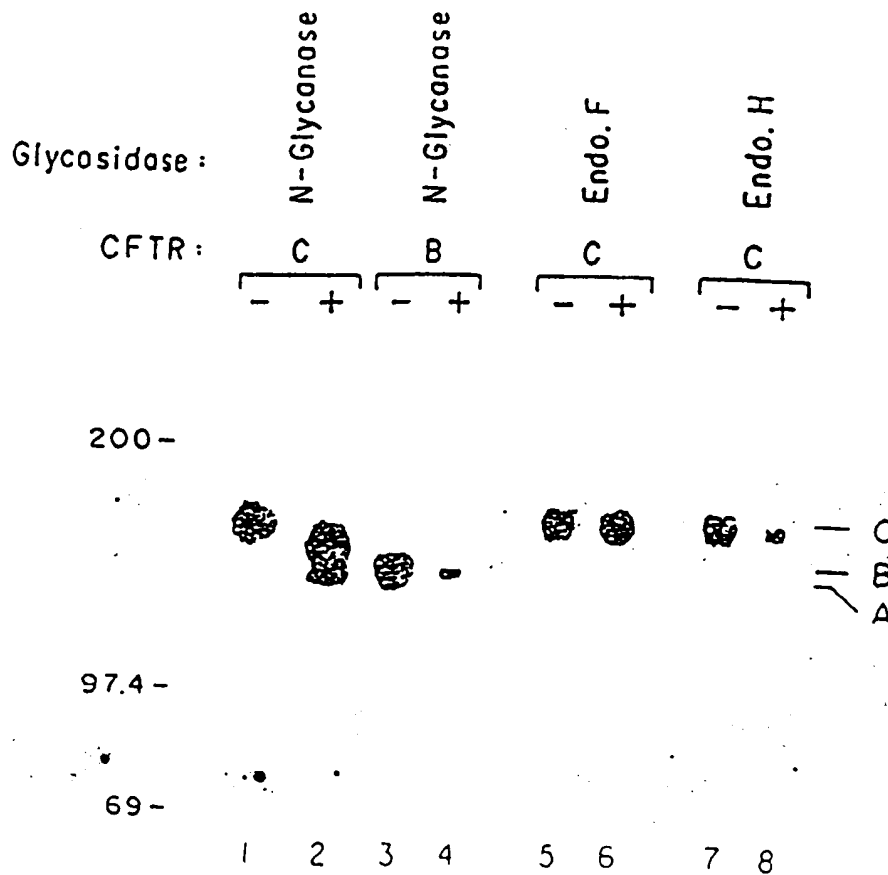 Glycosidase: N-Glycanase N-Glycanase Endo. F Endo. H
CFTR: C B C C
- + - + - + - +
200-
C
B
A
97.4-
69-
1 2 3 4 5 6 7 8